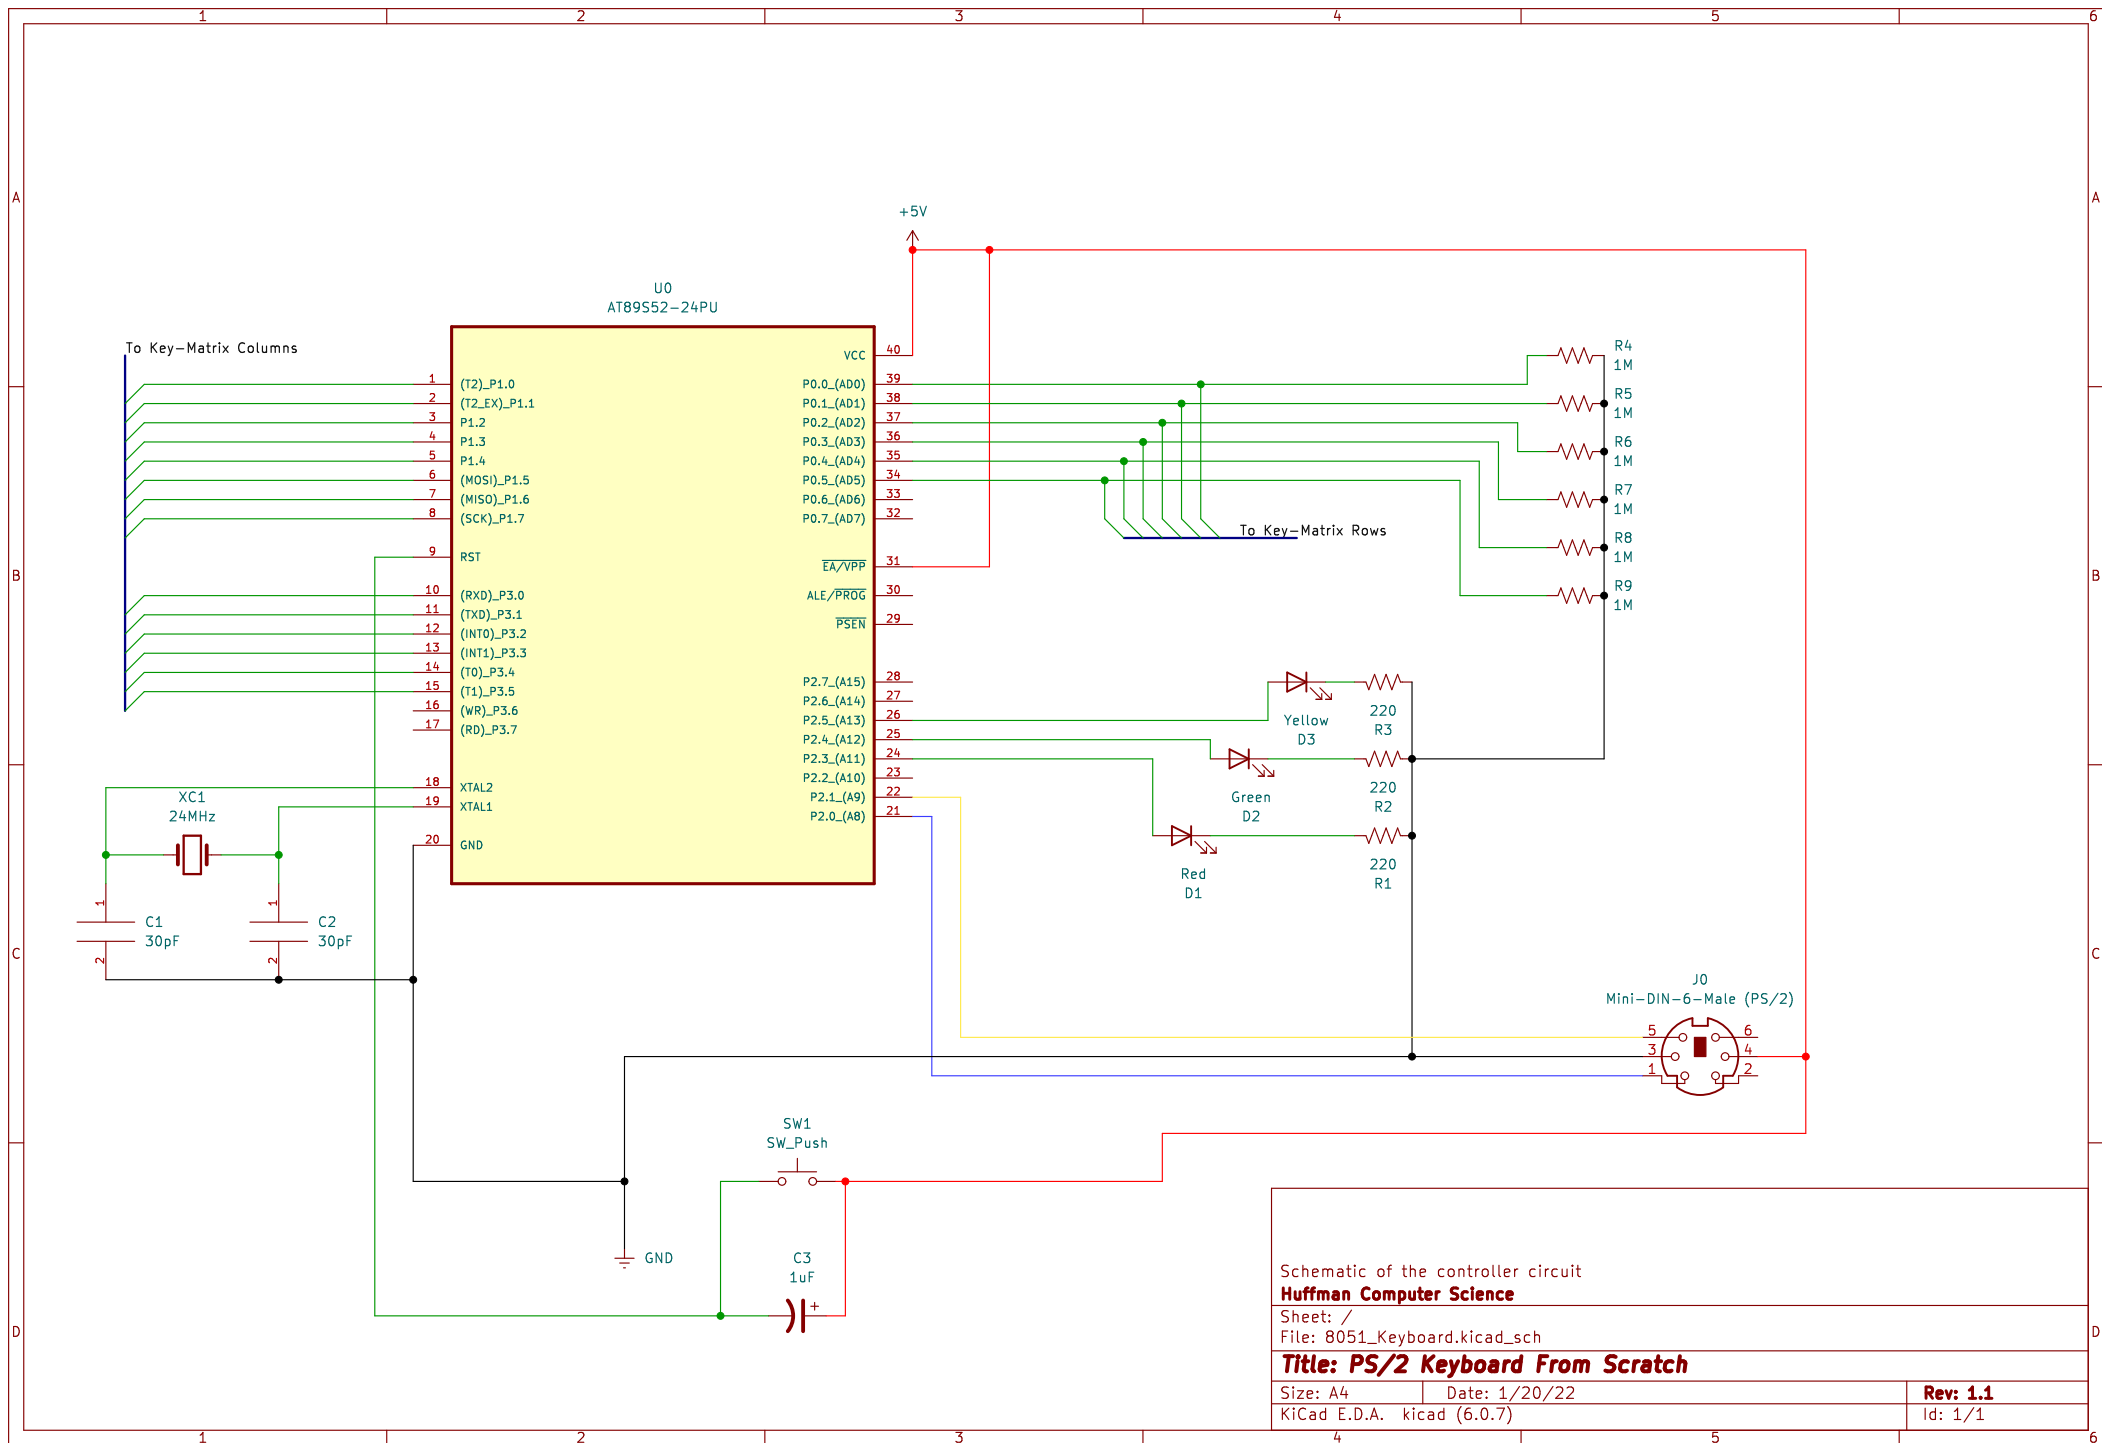 1 2 3 4 5 6
A A
B B
C C
D D
1 2 3 4 5 6
+5V
U0
AT89S52-24PU
To Key-Matrix Columns
1 (T2)_P1.0
2 (T2_EX)_P1.1
3 P1.2
4 P1.3
5 P1.4
6 (MOSI)_P1.5
7 (MISO)_P1.6
8 (SCK)_P1.7
9 RST
10 (RXD)_P3.0
11 (TXD)_P3.1
12 (INT0)_P3.2
13 (INT1)_P3.3
14 (T0)_P3.4
15 (T1)_P3.5
16 (WR)_P3.6
17 (RD)_P3.7
18 XTAL2
19 XTAL1
20 GND
VCC 40
P0.0_(AD0) 39
P0.1_(AD1) 38
P0.2_(AD2) 37
P0.3_(AD3) 36
P0.4_(AD4) 35
P0.5_(AD5) 34
P0.6_(AD6) 33
P0.7_(AD7) 32
EA/VPP 31
ALE/PROG 30
PSEN 29
P2.7_(A15) 28
P2.6_(A14) 27
P2.5_(A13) 26
P2.4_(A12) 25
P2.3_(A11) 24
P2.2_(A10) 23
P2.1_(A9) 22
P2.0_(A8) 21
To Key-Matrix Rows
R4
1M
R5
1M
R6
1M
R7
1M
R8
1M
R9
1M
Yellow
D3
220
R3
Green
D2
220
R2
Red
D1
220
R1
XC1
24MHz
1
C1
30pF
2
1
C2
30pF
2
J0
Mini-DIN-6-Male (PS/2)
5 6
3 4
1 2
SW1
SW_Push
GND
C3
1uF
+
Schematic of the controller circuit
Huffman Computer Science
Sheet: /
File: 8051_Keyboard.kicad_sch
Title: PS/2 Keyboard From Scratch
Size: A4 Date: 1/20/22 Rev: 1.1
KiCad E.D.A. kicad (6.0.7) Id: 1/1